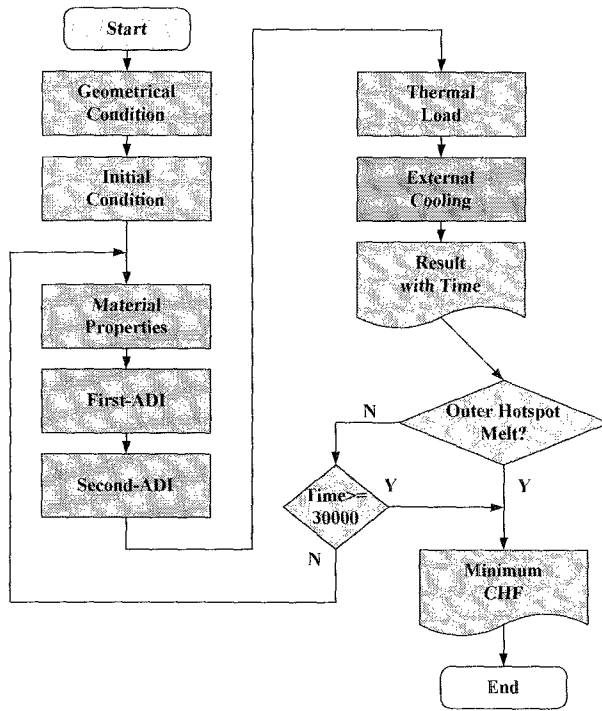 Start
Geometrical
Condition
Initial
Condition
Material
Properties
First-ADI
Second-ADI
Thermal
Load
External
Cooling
Result
with Time
Outer Hotspot
Melt?
N
Y
Time>=
30000
Y
N
Minimum
CHF
End